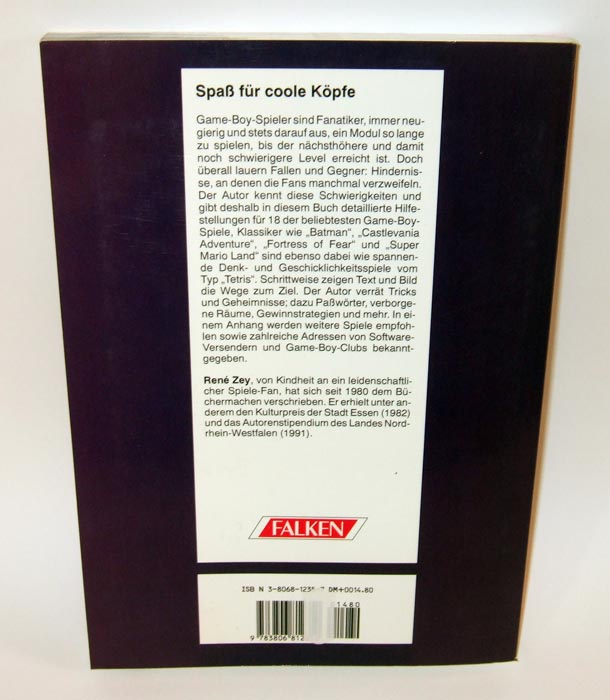 Spaß für coole Köpfe
Game-Boy-Spieler sind Fanatiker, immer neu-
gierig und stets darauf aus, ein Modul so lange
zu spielen, bis der nächsthöhere und damit
noch schwierigere Level erreicht ist. Doch
überall lauern Fallen und Gegner: Hindernis-
se, an denen die Fans manchmal verzweifeln.
Der Autor kennt diese Schwierigkeiten und
gibt deshalb in diesem Buch detaillierte Hilfe-
stellungen für 18 der beliebtesten Game-Boy-
Spiele, Klassiker wie „Batman", „Castlevania
Adventure", „Fortress of Fear" und „Super
Mario Land" sind ebenso dabei wie spannen-
de Denk- und Geschicklichkeitsspiele vom
Typ „Tetris". Schrittweise zeigen Text und Bild
die Wege zum Ziel. Der Autor verrät Tricks
und Geheimnisse; dazu Paßwörter, verborge-
ne Räume, Gewinnstrategien und mehr. In ei-
nem Anhang werden weitere Spiele empfoh-
len sowie zahlreiche Adressen von Software-
Versendern und Game-Boy-Clubs bekannt-
gegeben.
René Zey, von Kindheit an ein leidenschaftli-
cher Spiele-Fan, hat sich seit 1980 dem Bü-
chermachen verschrieben. Er erhielt unter an-
derem den Kulturpreis der Stadt Essen (1982)
und das Autorenstipendium des Landes Nord-
rhein-Westfalen (1991).
FALKEN
ISBN 3-8068-123 DM+0014.80
01480
9 783806 812